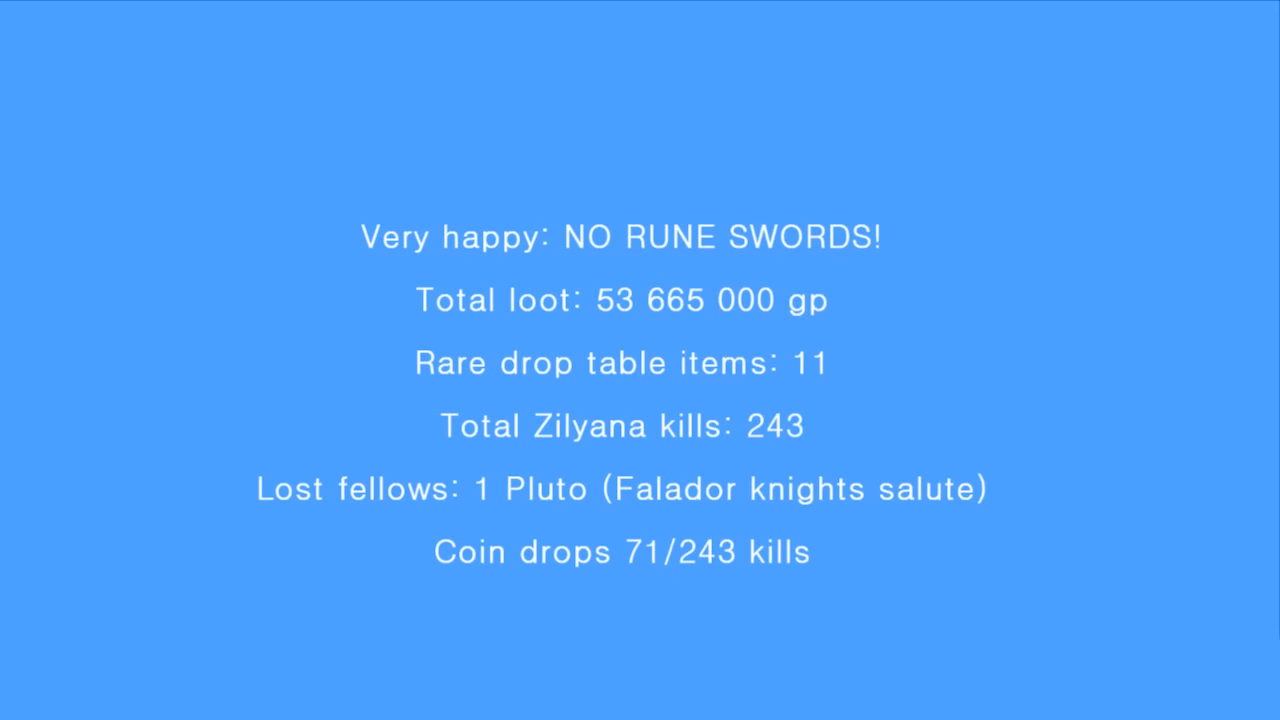 Very happy: NO RUNE SWORDS!
Total loot: 53 665 000 gp
Rare drop table items: 11
Total Zilyana kills: 243
Lost fellows: 1 Pluto (Falador knights salute)
Coin drops 71/243 kills